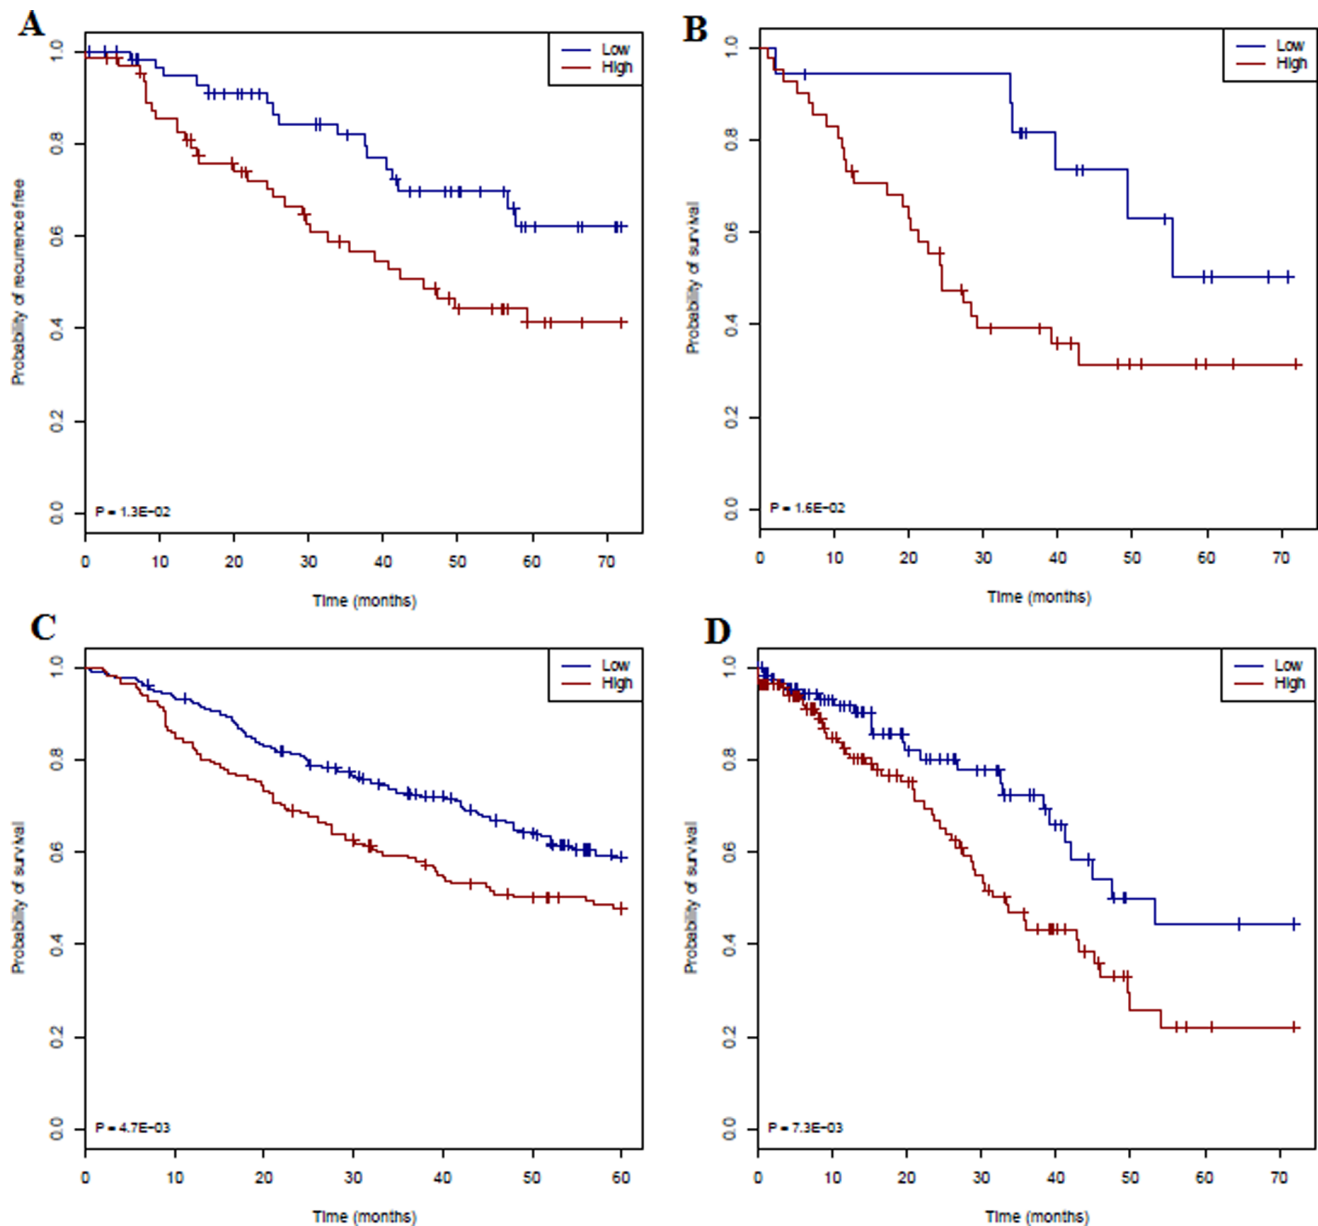 A
Low
High
1.0
0.8
0.6
0.4
0.2
0.0
Probability of recurrence free
P = 1.3E−02
0 10 20 30 40 50 60 70
Time (months)
B
Low
High
1.0
0.8
0.6
0.4
0.2
0.0
Probability of survival
P = 1.6E−02
0 10 20 30 40 50 60 70
Time (months)
C
Low
High
1.0
0.8
0.6
0.4
0.2
0.0
Probability of survival
P = 4.7E−03
0 10 20 30 40 50 60
Time (months)
D
Low
High
1.0
0.8
0.6
0.4
0.2
0.0
Probability of survival
P = 7.3E−03
0 10 20 30 40 50 60 70
Time (months)